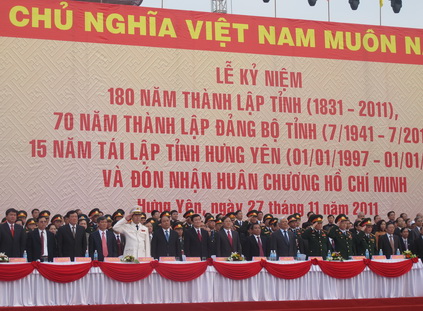 CHỦ NGHĨA VIỆT NAM MUÔN NĂ
LỄ KỶ NIỆM
180 NĂM THÀNH LẬP TỈNH (1831 - 2011),
70 NĂM THÀNH LẬP ĐẢNG BỘ TỈNH (7/1941 - 7/20
15 NĂM TÁI LẬP TỈNH HƯNG YÊN (01/01/1997 - 01/01/
VÀ ĐÓN NHẬN HUÂN CHƯƠNG HỒ CHÍ MINH
Hưng Yên, ngày 27 tháng 11 năm 2011